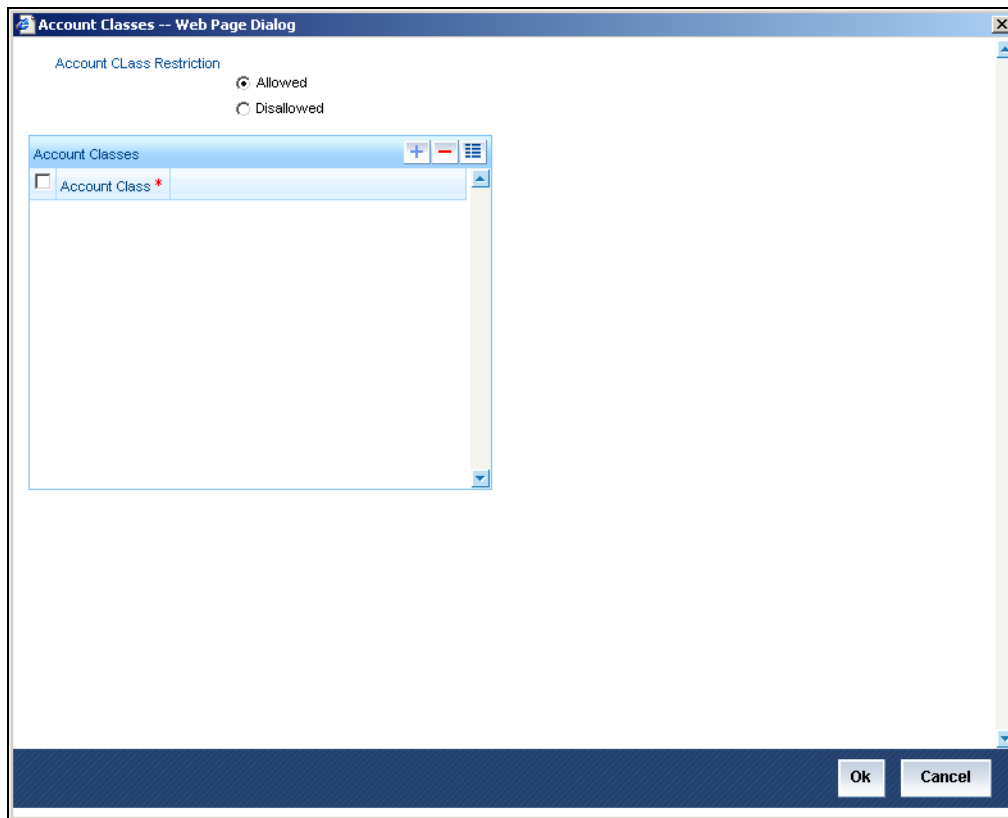 Account Classes -- Web Page Dialog
Account CLass Restriction
Allowed
Disallowed
Account Classes
Account Class *
Ok
Cancel